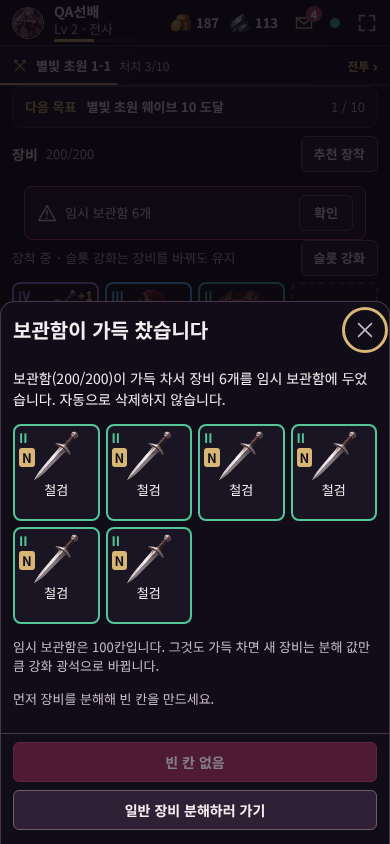 QA선배
Lv 2 · 전사
187
113
4
별빛 초원 1-1 처치 3/10
전투 ›
다음 목표 별빛 초원 웨이브 10 도달 1 / 10
장비 200/200
추천 장착
임시 보관함 6개
확인
장착 중 · 슬롯 강화는 장비를 바꿔도 유지
슬롯 강화
IV +1 III II
보관함이 가득 찼습니다
보관함(200/200)이 가득 차서 장비 6개를 임시 보관함에 두었
습니다. 자동으로 삭제하지 않습니다.
II II II II
N N N N
철검 철검 철검 철검
II II
N N
철검 철검
임시 보관함은 100칸입니다. 그것도 가득 차면 새 장비는 분해 값만
큼 강화 광석으로 바뀝니다.
먼저 장비를 분해해 빈 칸을 만드세요.
빈 칸 없음
일반 장비 분해하러 가기